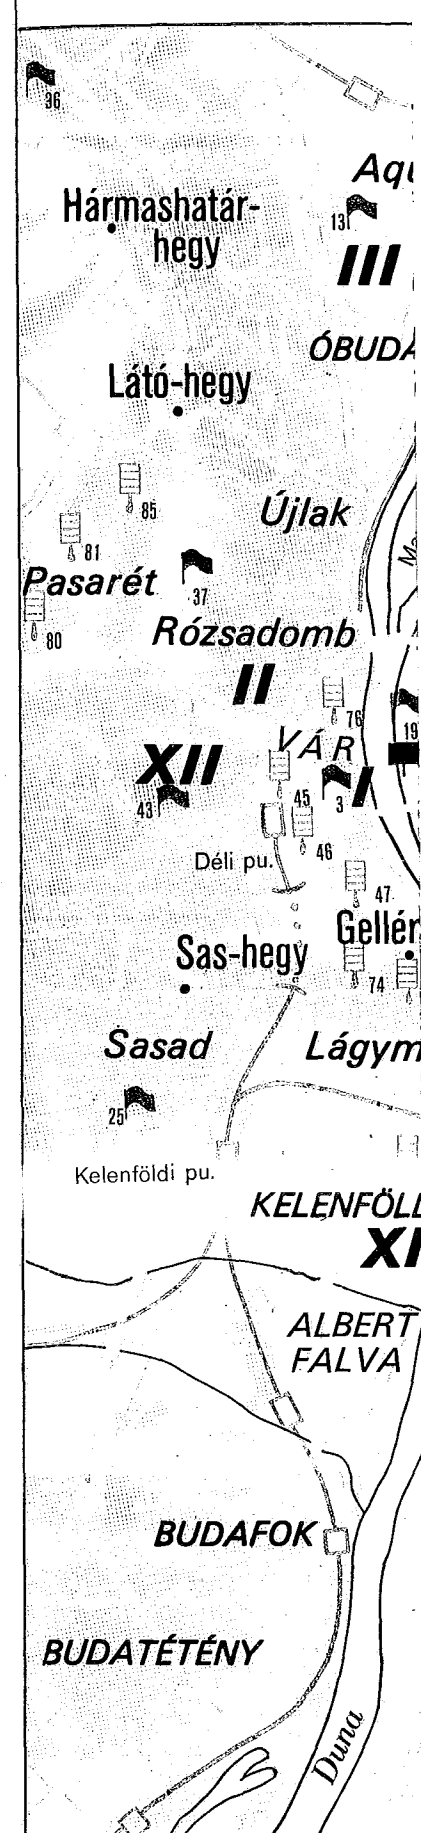 36
Aqu
Hármashatár-
hegy
13
III
ÓBUDA
Látó-hegy
85
Újlak
81
Pasarét
37
80
Rózsadomb
II
76
19
VÁR
XII
43
45
3
I
46
Déli pu.
47
Gellér
Sas-hegy
74
Sasad
Lágym
25
Kelenföldi pu.
KELENFÖL
XI
ALBERT
FALVA
BUDAFOK
BUDATÉTÉNY
Duna